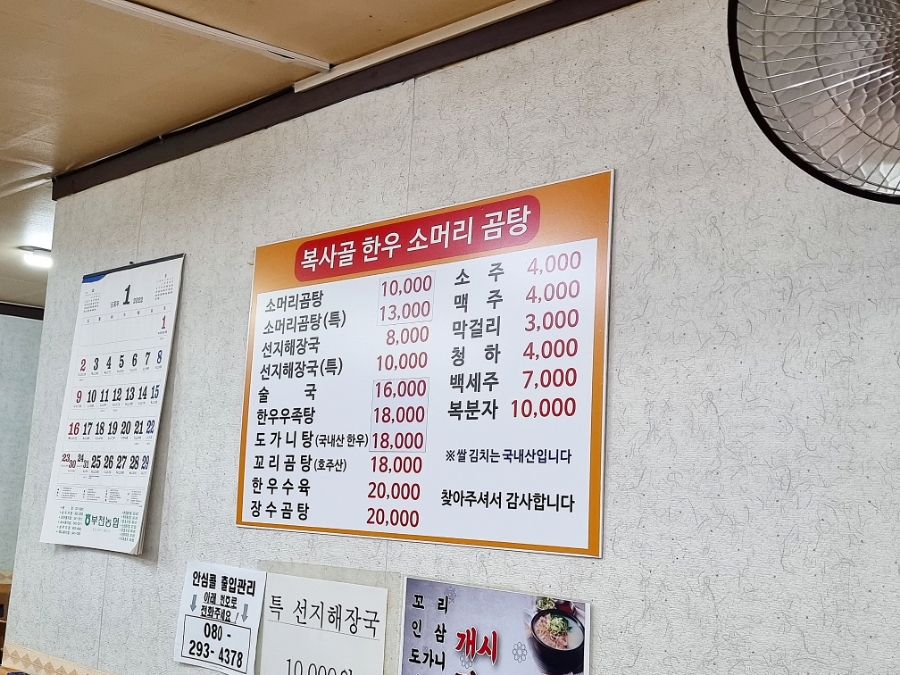 복사골 한우 소머리 곰탕
소머리곰탕 10,000
소머리곰탕(특) 13,000
선지해장국 8,000
선지해장국(특) 10,000
술 국 16,000
한우우족탕 18,000
도가니탕(국내산 한우) 18,000
꼬리곰탕(호주산) 18,000
한우수육 20,000
장수곰탕 20,000
소 주 4,000
맥 주 4,000
막걸리 3,000
청 하 4,000
백세주 7,000
복분자 10,000
※쌀 김치는 국내산입니다
찾아주셔서 감사합니다
1 2022
1
2 3 4 5 6 7 8
9 10 11 12 13 14 15
16 17 18 19 20 21 22
23 30 24 31 25 26 27 28 29
부천농협
안심콜 출입관리
아래 번호로
전화주세요!
080-
293-4378
특 선지해장국
10,000원
꼬리
인삼
도가니
개시